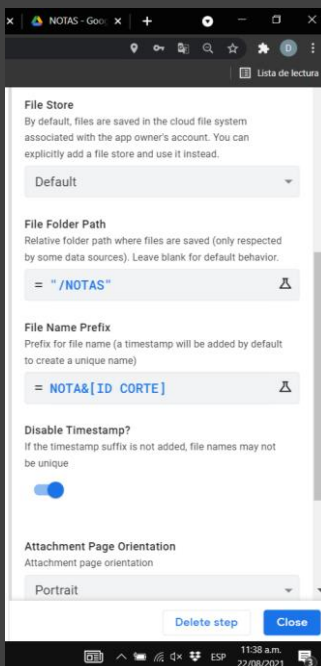 NOTAS - Goo
D
Lista de lectura
File Store
By default, files are saved in the cloud file system
associated with the app owner's account. You can
explicitly add a file store and use it instead.
Default
File Folder Path
Relative folder path where files are saved (only respected
by some data sources). Leave blank for default behavior.
= "/NOTAS"
File Name Prefix
Prefix for file name (a timestamp will be added by default
to create a unique name)
= NOTA&[ID CORTE]
Disable Timestamp?
If the timestamp suffix is not added, file names may not
be unique
Attachment Page Orientation
Attachment page orientation
Portrait
Delete step Close
ESP 11:38 a.m.
22/08/2021 3